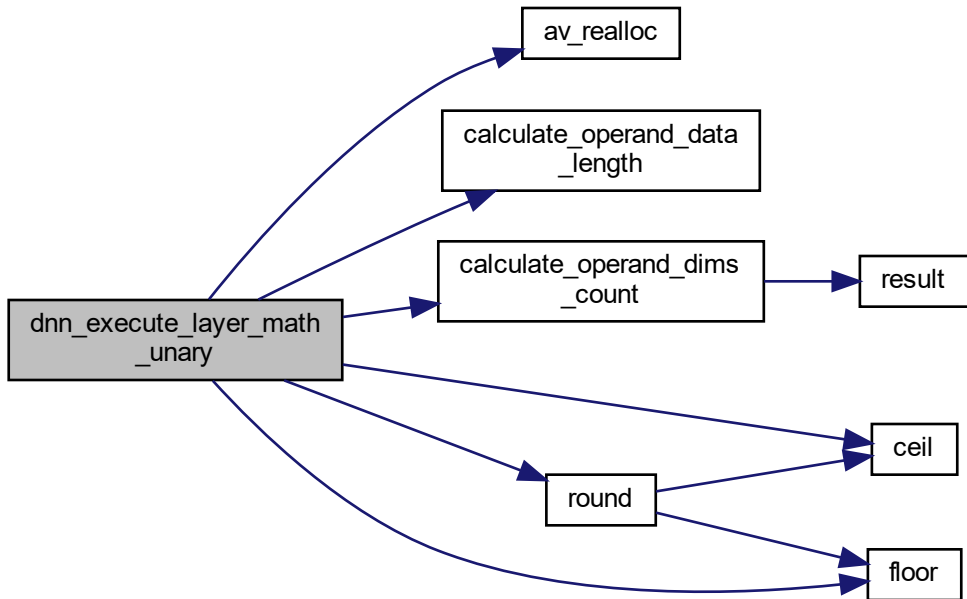 av_realloc
calculate_operand_data
_length
calculate_operand_dims
_count
result
dnn_execute_layer_math
_unary
ceil
round
floor